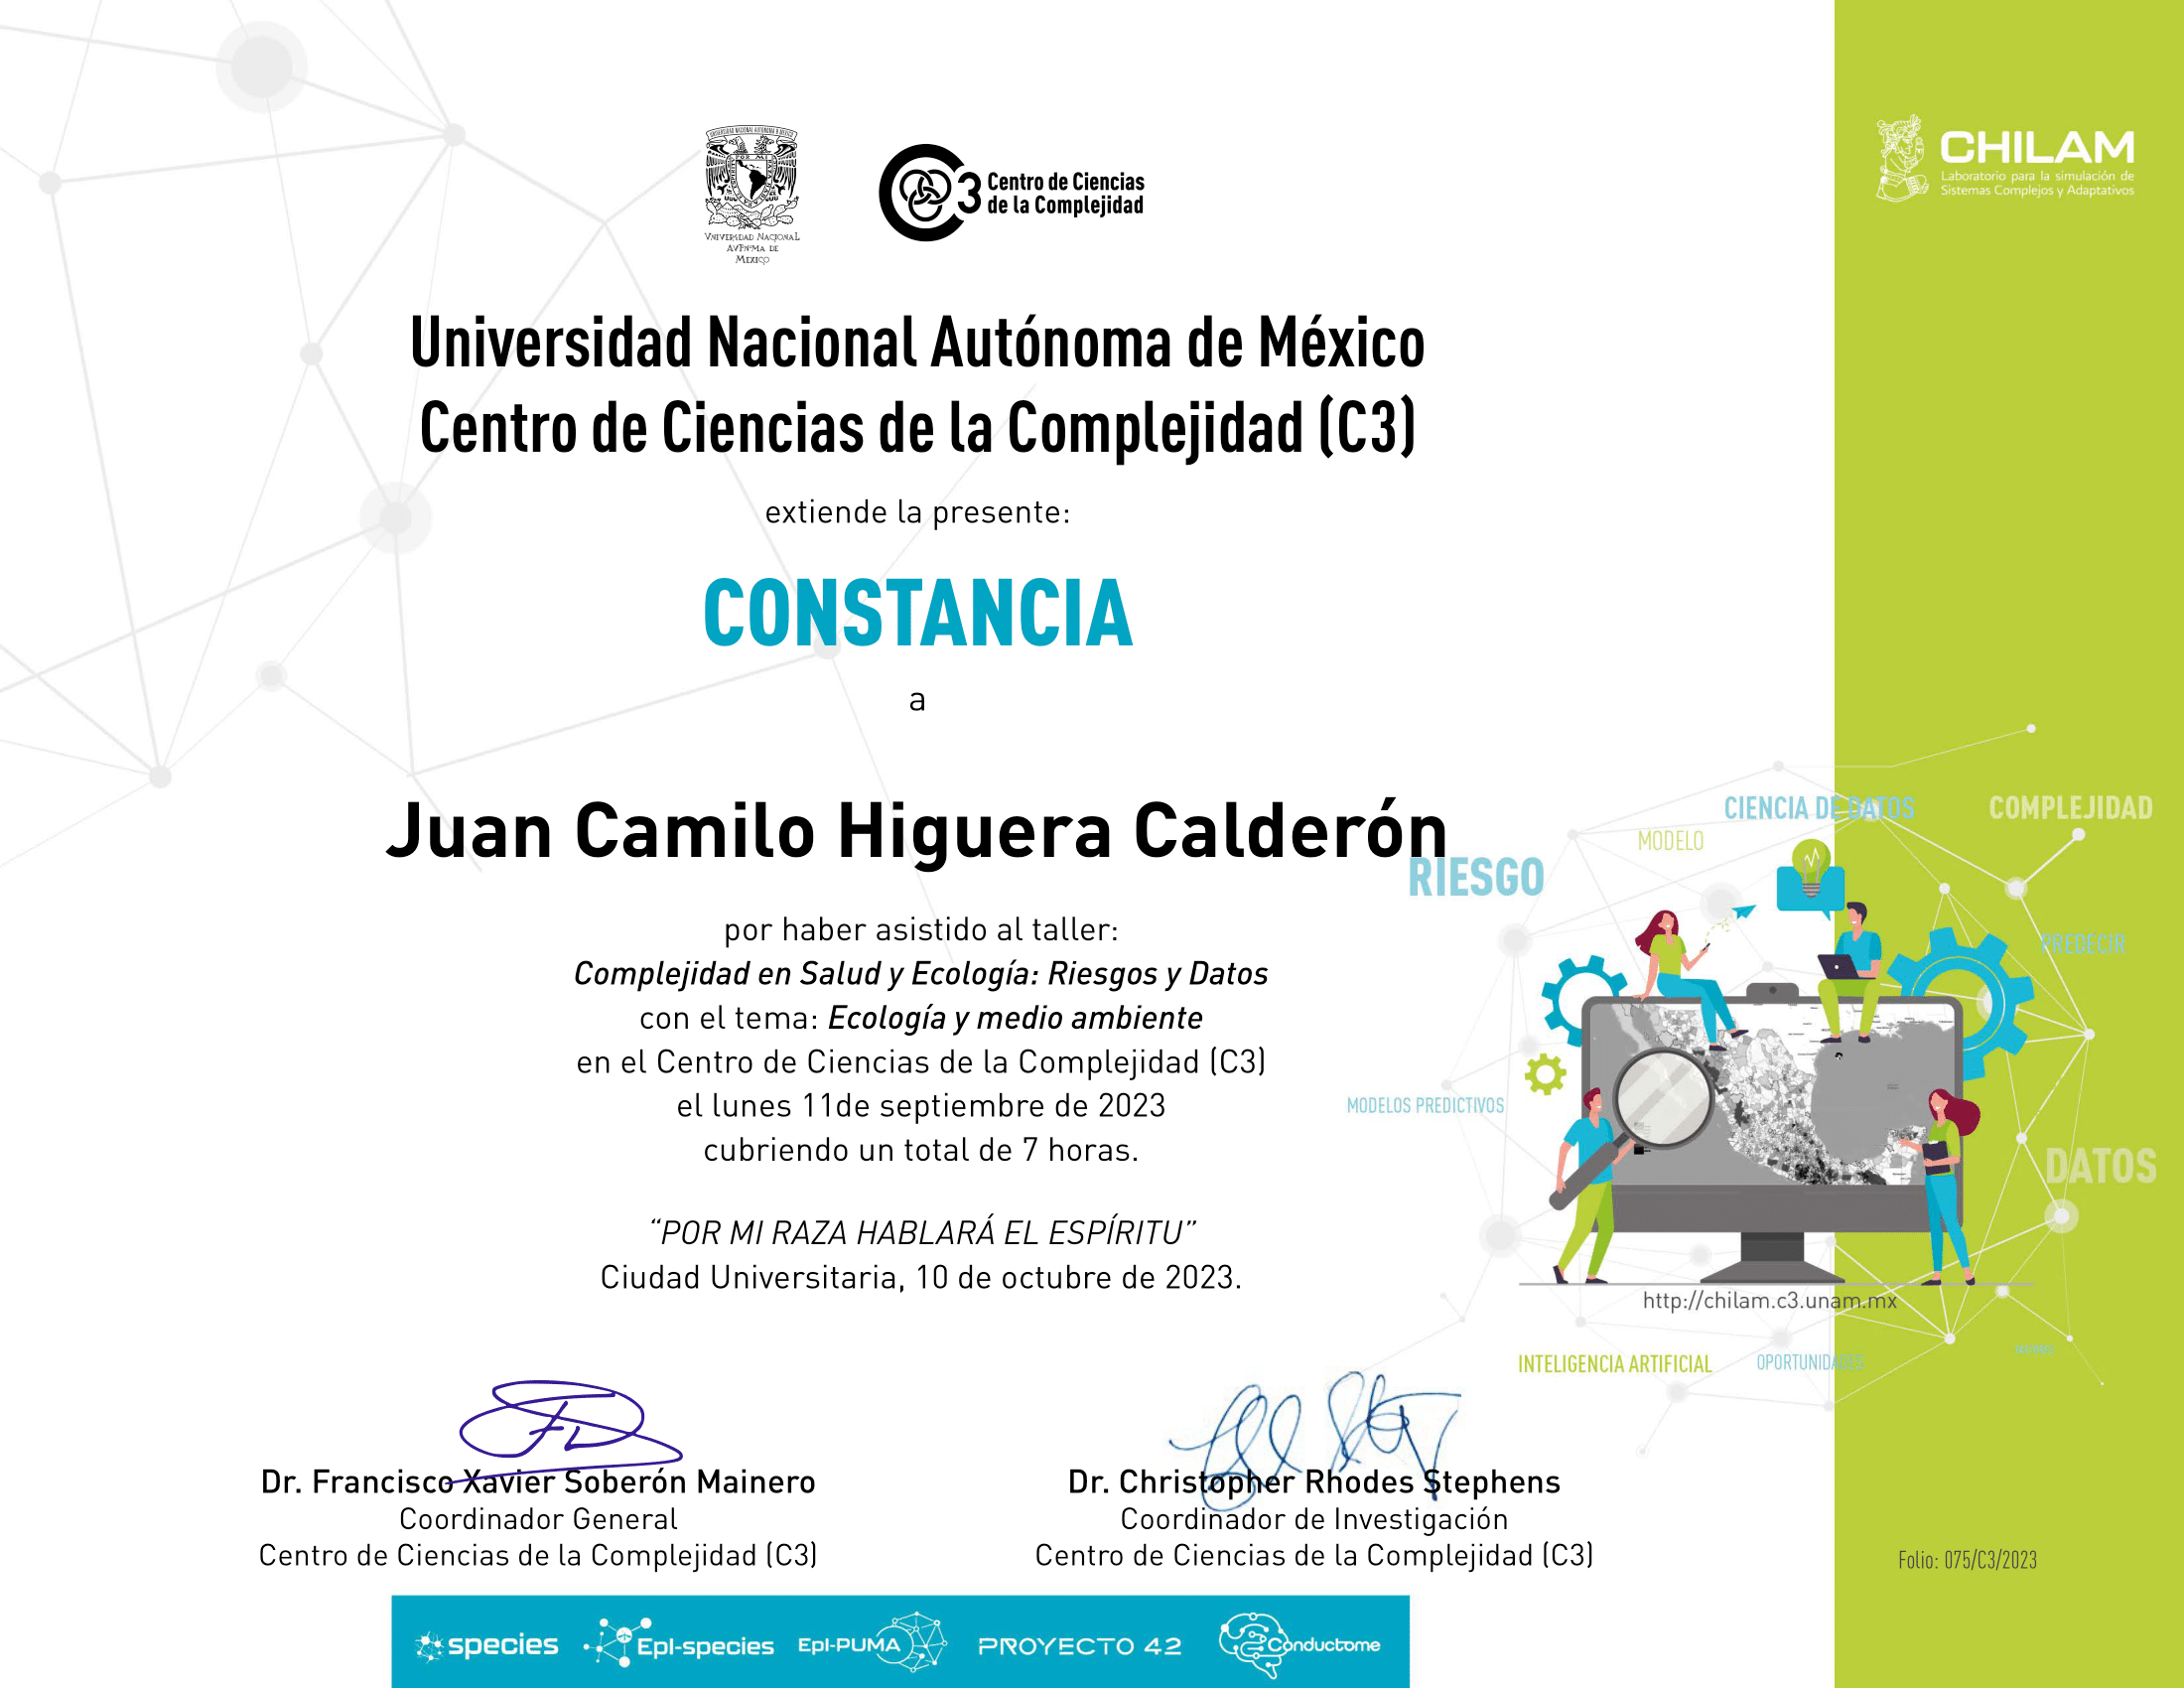 VNIVERSDAD NACJONAL
AVTNMA DE
MEXICO
C3 Centro de Ciencias
de la Complejidad
CHILAM
Laboratorio para la simulación de
Sistemas Complejos y Adaptativos
Universidad Nacional Autónoma de México
Centro de Ciencias de la Complejidad (C3)
extiende la presente:
CONSTANCIA
a
Juan Camilo Higuera Calderón
por haber asistido al taller:
Complejidad en Salud y Ecología: Riesgos y Datos
con el tema: Ecología y medio ambiente
en el Centro de Ciencias de la Complejidad (C3)
el lunes 11de septiembre de 2023
cubriendo un total de 7 horas.
“POR MI RAZA HABLARÁ EL ESPÍRITU”
Ciudad Universitaria, 10 de octubre de 2023.
CIENCIA DE DATOS
COMPLEJIDAD
MODELO
RIESGO
PREDECIR
MODELOS PREDICTIVOS
DATOS
http://chilam.c3.unam.mx
INTELIGENCIA ARTIFICIAL
OPORTUNIDADES
Dr. Francisco Xavier Soberón Mainero
Coordinador General
Centro de Ciencias de la Complejidad (C3)
Dr. Christopher Rhodes Stephens
Coordinador de Investigación
Centro de Ciencias de la Complejidad (C3)
Folio: 075/C3/2023
species
EpI-species
EpI-PUMA
PROYECTO 42
Conductome